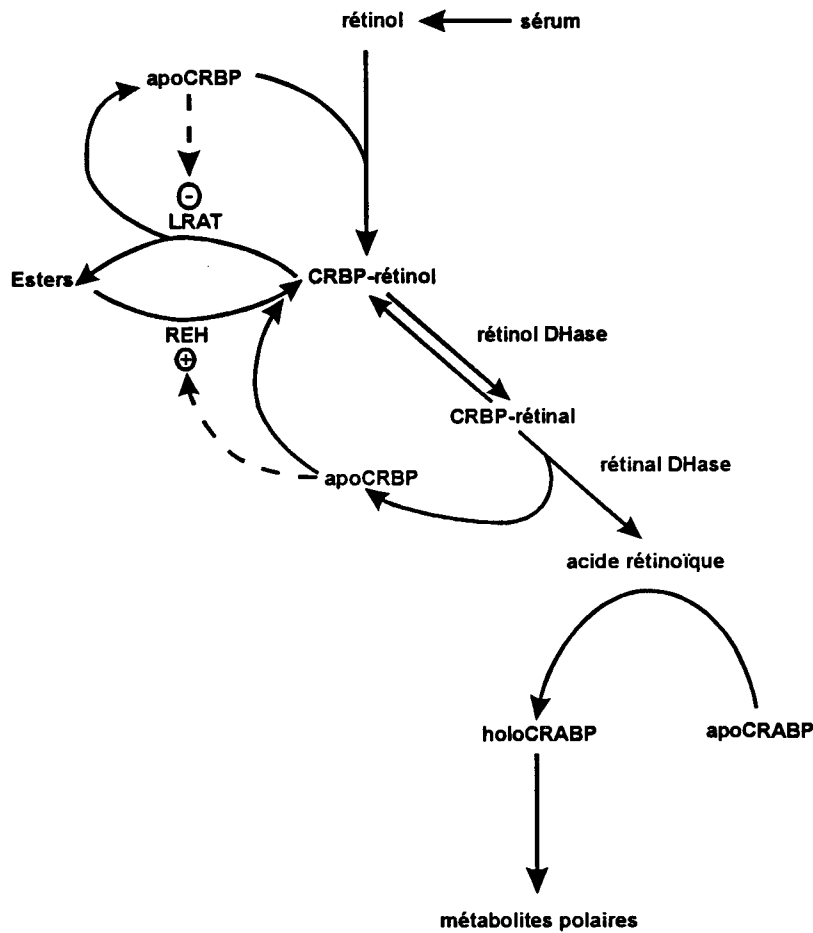 rétinol
sérum
apoCRBP
-
LRAT
Esters
CRBP-rétinol
REH
+
rétinol DHase
CRBP-rétinal
rétinal DHase
apoCRBP
acide rétinoïque
holoCRABP
apoCRABP
métabolites polaires